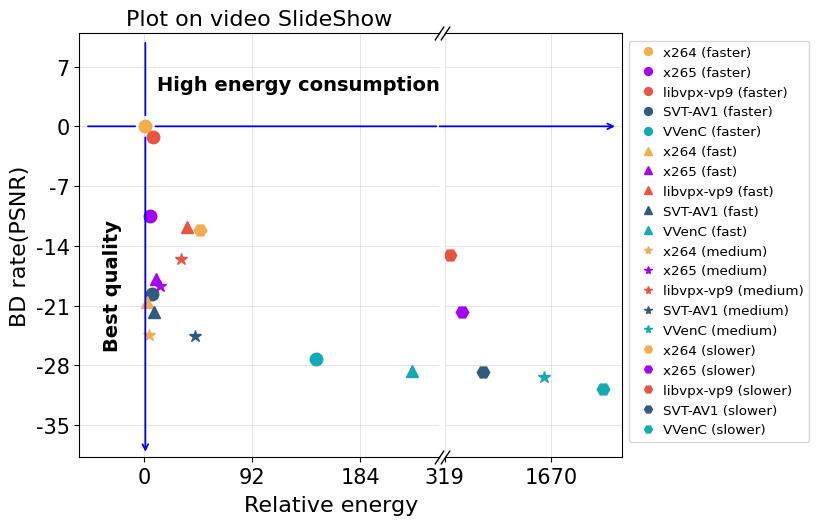 Plot on video SlideShow
7
0
-7
-14
-21
-28
-35
BD rate(PSNR)
High energy consumption
Best quality
0
92
184
319
1670
Relative energy
x264 (faster)
x265 (faster)
libvpx-vp9 (faster)
SVT-AV1 (faster)
VVenC (faster)
x264 (fast)
x265 (fast)
libvpx-vp9 (fast)
SVT-AV1 (fast)
VVenC (fast)
x264 (medium)
x265 (medium)
libvpx-vp9 (medium)
SVT-AV1 (medium)
VVenC (medium)
x264 (slower)
x265 (slower)
libvpx-vp9 (slower)
SVT-AV1 (slower)
VVenC (slower)